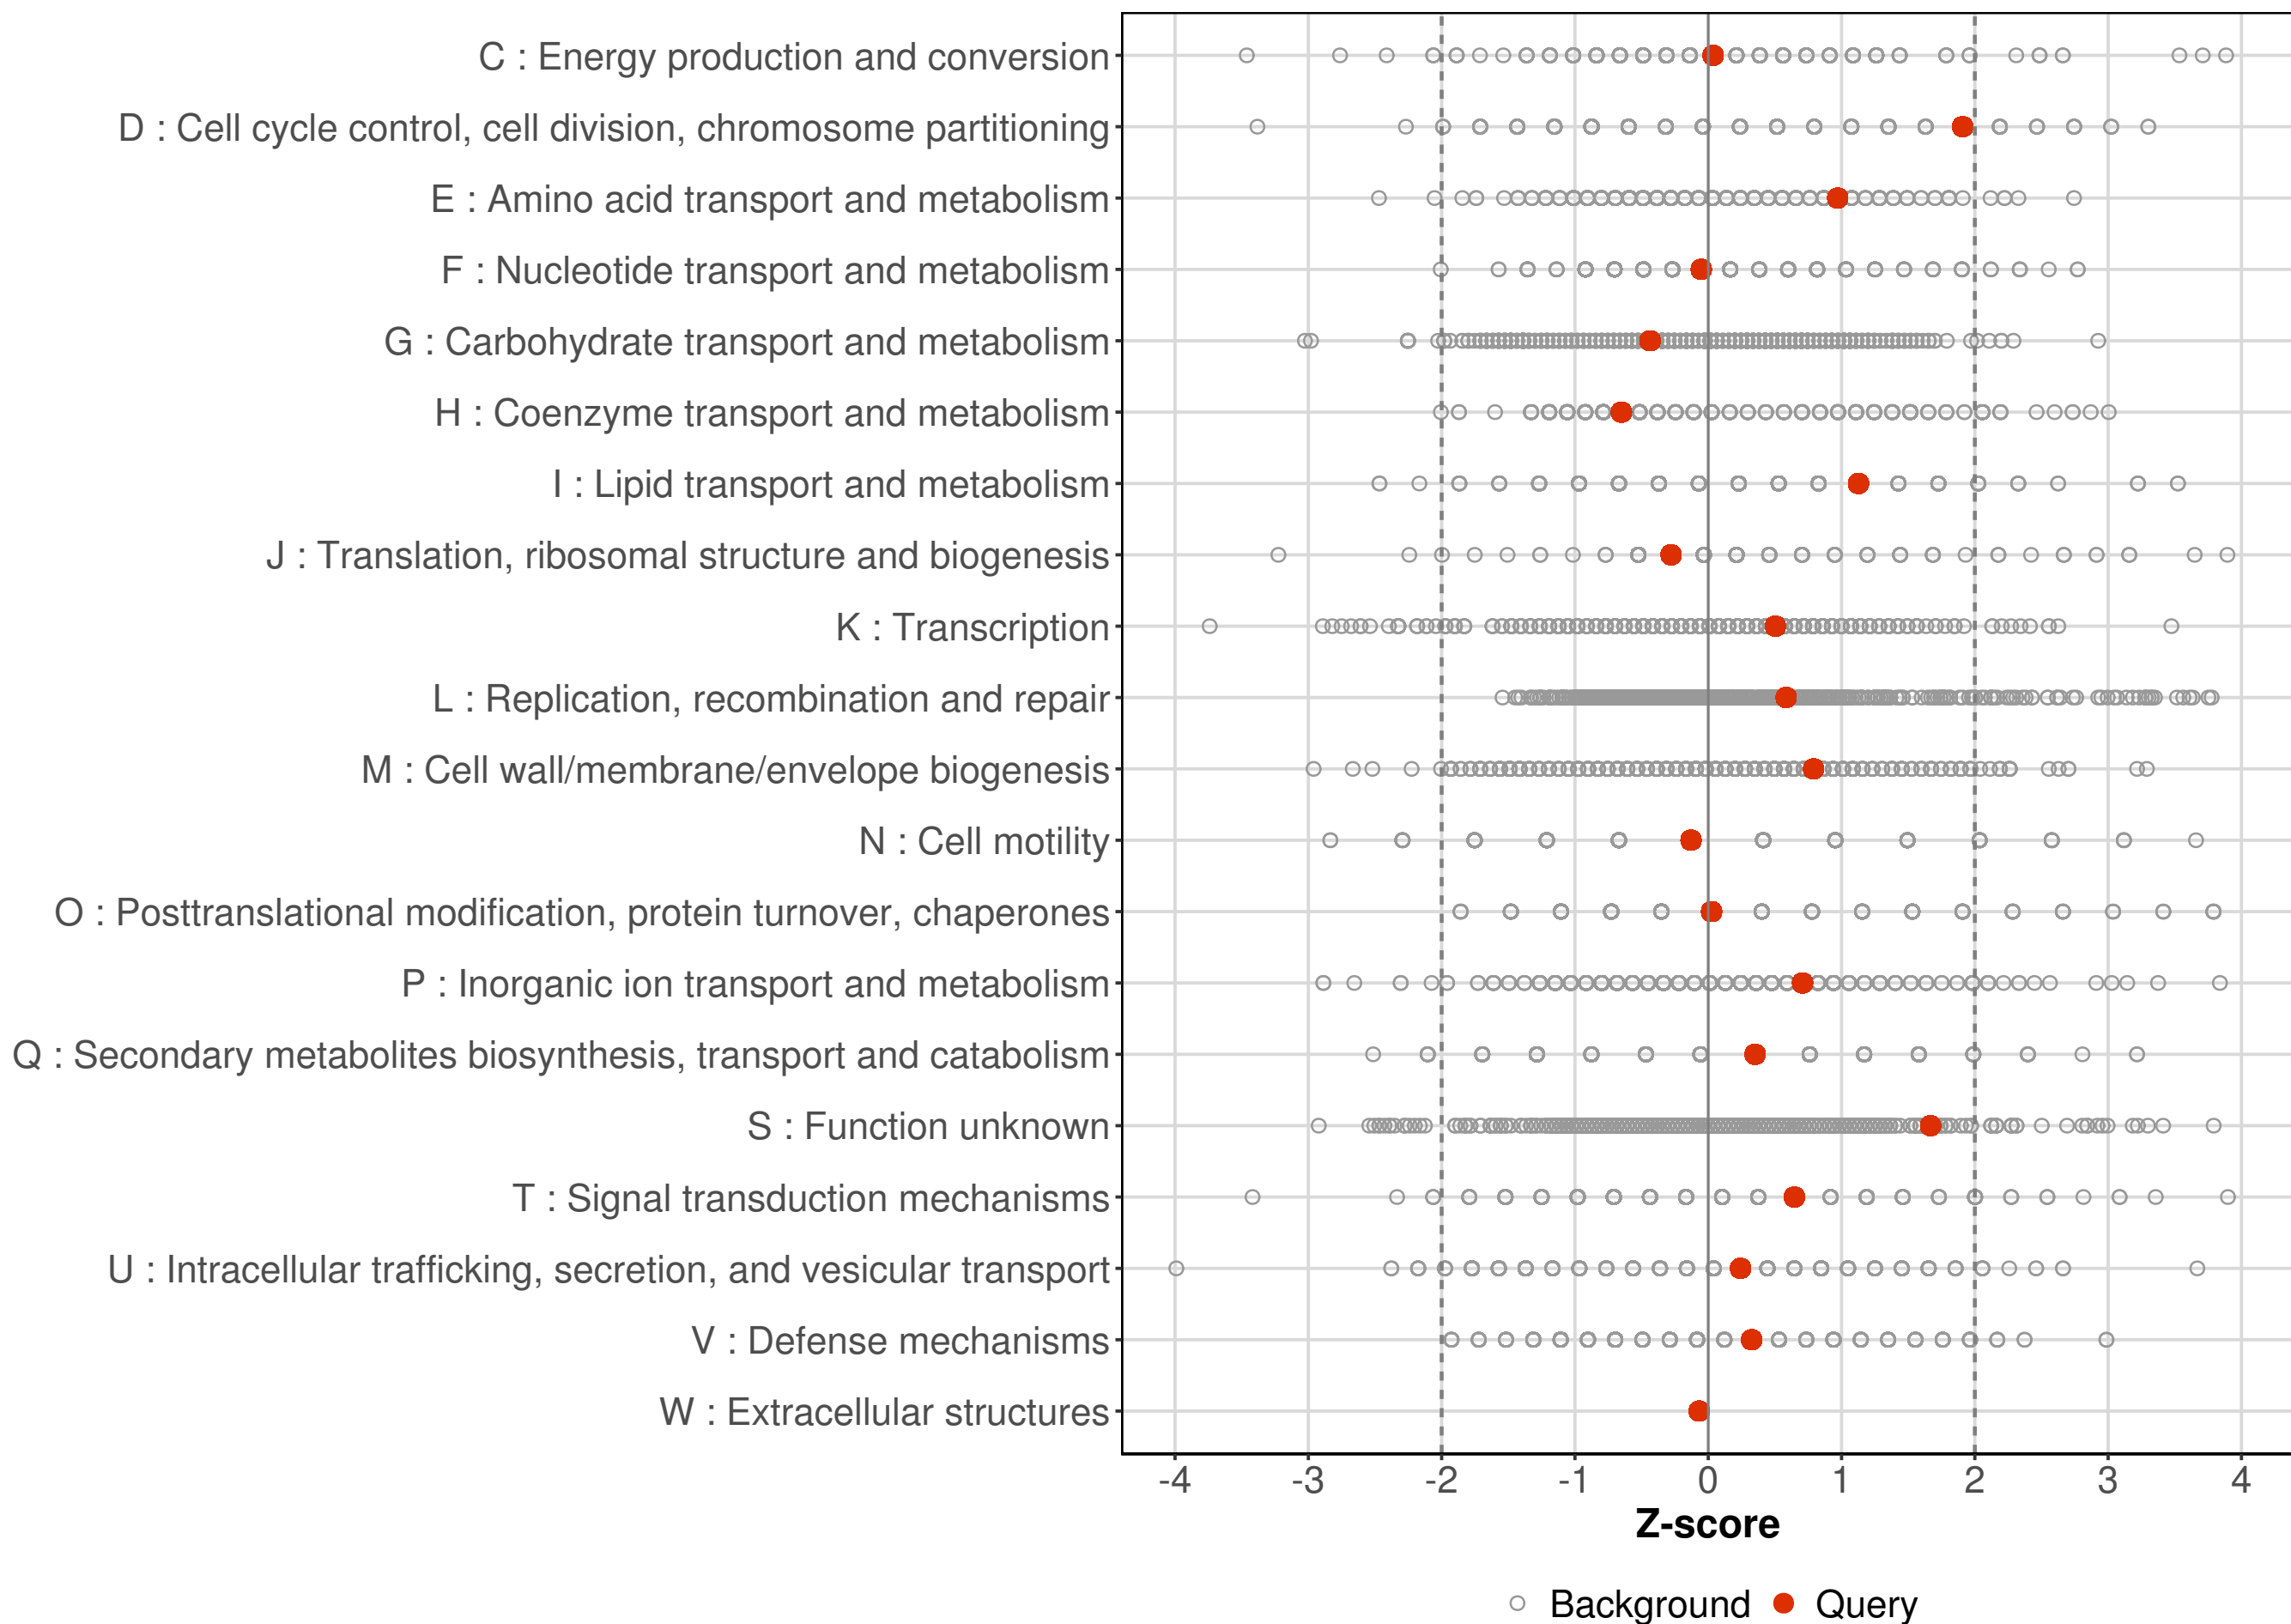 C : Energy production and conversion
D : Cell cycle control, cell division, chromosome partitioning
E : Amino acid transport and metabolism
F : Nucleotide transport and metabolism
G : Carbohydrate transport and metabolism
H : Coenzyme transport and metabolism
I : Lipid transport and metabolism
J : Translation, ribosomal structure and biogenesis
K : Transcription
L : Replication, recombination and repair
M : Cell wall/membrane/envelope biogenesis
N : Cell motility
O : Posttranslational modification, protein turnover, chaperones
P : Inorganic ion transport and metabolism
Q : Secondary metabolites biosynthesis, transport and catabolism
S : Function unknown
T : Signal transduction mechanisms
U : Intracellular trafficking, secretion, and vesicular transport
V : Defense mechanisms
W : Extracellular structures
-4 -3 -2 -1 0 1 2 3 4
Z-score
Background Query